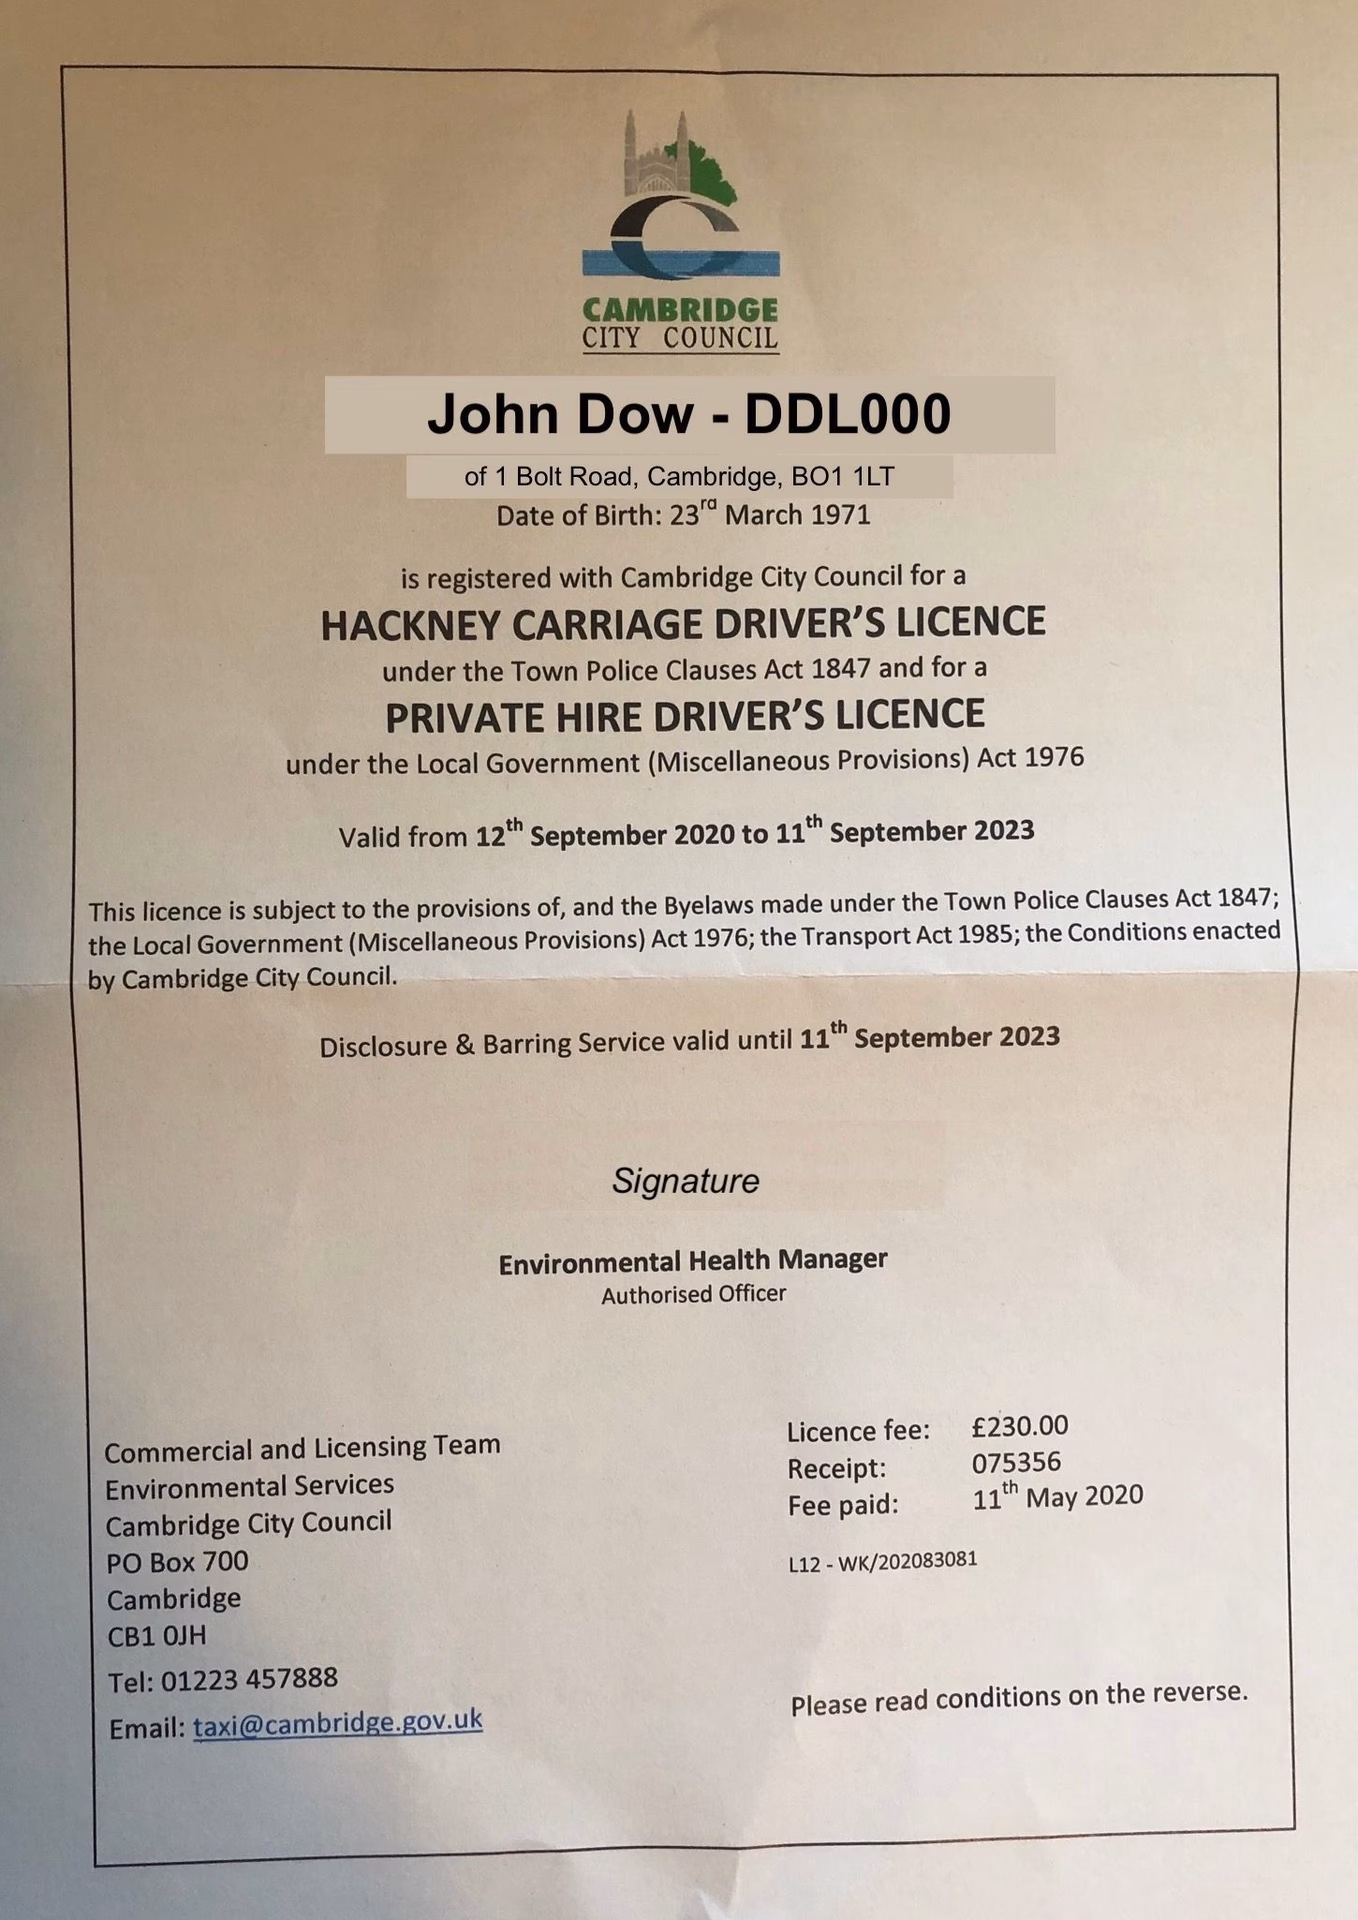 CAMBRIDGE
CITY COUNCIL
John Dow - DDL000
of 1 Bolt Road, Cambridge, BO1 1LT
Date of Birth: 23rd March 1971
is registered with Cambridge City Council for a
HACKNEY CARRIAGE DRIVER'S LICENCE
under the Town Police Clauses Act 1847 and for a
PRIVATE HIRE DRIVER'S LICENCE
under the Local Government (Miscellaneous Provisions) Act 1976
Valid from 12th September 2020 to 11th September 2023
This licence is subject to the provisions of, and the Byelaws made under the Town Police Clauses Act 1847;
the Local Government (Miscellaneous Provisions) Act 1976; the Transport Act 1985; the Conditions enacted
by Cambridge City Council.
Disclosure & Barring Service valid until 11th September 2023
Signature
Environmental Health Manager
Authorised Officer
Commercial and Licensing Team
Environmental Services
Cambridge City Council
PO Box 700
Cambridge
CB1 0JH
Tel: 01223 457888
Email: taxi@cambridge.gov.uk
Licence fee: £230.00
Receipt: 075356
Fee paid: 11th May 2020
L12 - WK/202083081
Please read conditions on the reverse.